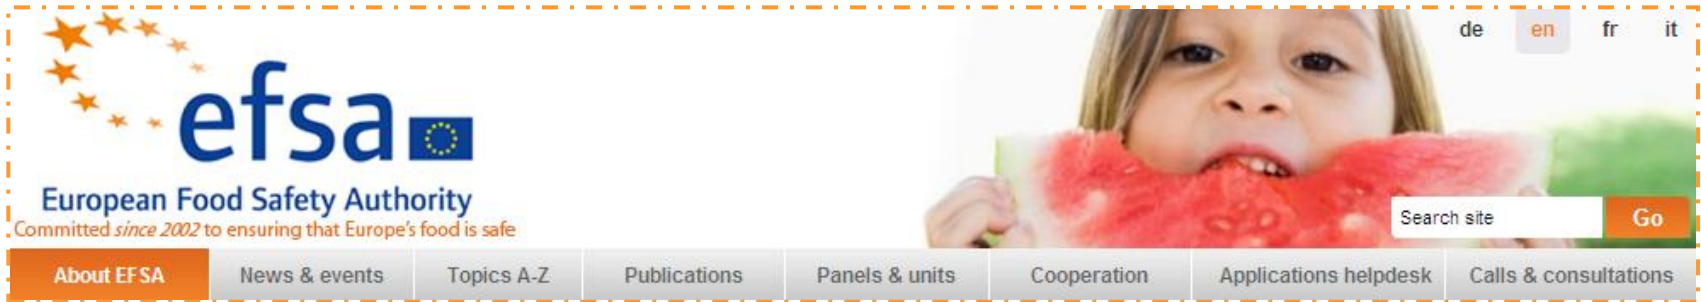 de en fr it
efsa
European Food Safety Authority
Committed since 2002 to ensuring that Europe's food is safe
Search site Go
About EFSA News & events Topics A-Z Publications Panels & units Cooperation Applications helpdesk Calls & consultations